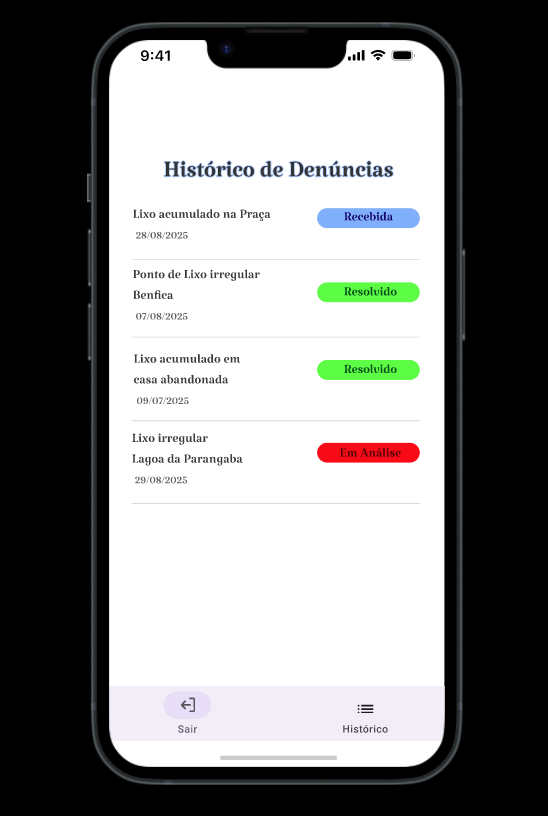 9:41
Histórico de Denúncias
Lixo acumulado na Praça
Recebida
28/08/2025
Ponto de Lixo irregular
Benfica
Resolvido
07/08/2025
Lixo acumulado em
casa abandonada
Resolvido
09/07/2025
Lixo irregular
Lagoa da Parangaba
Em Análise
29/08/2025
Sair
Histórico